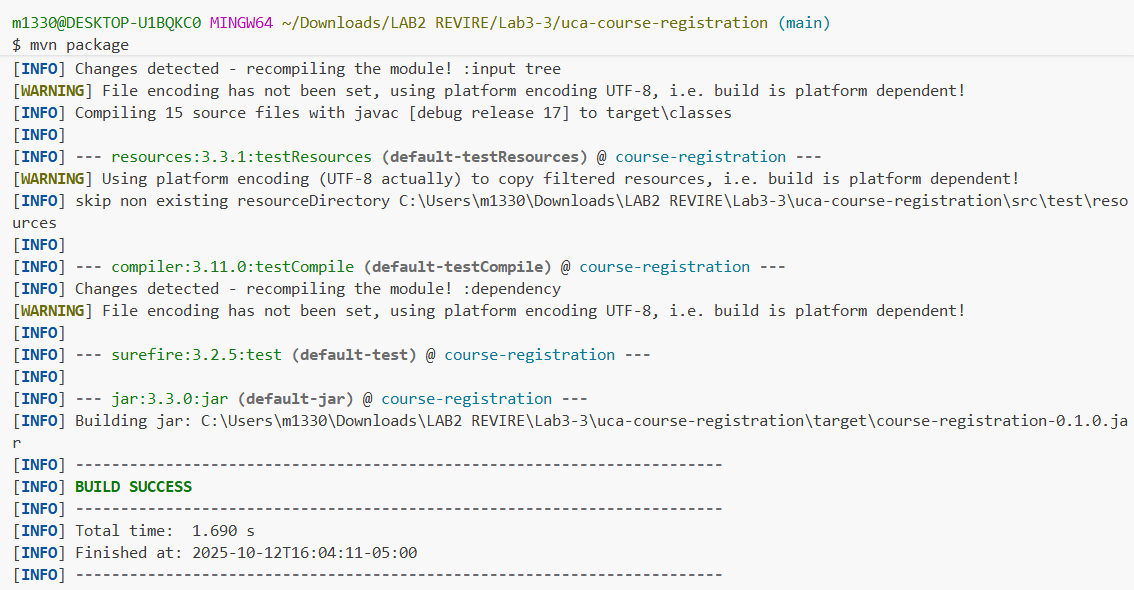 m1330@DESKTOP-U1BQKC0 MINGW64 ~/Downloads/LAB2 REVIRE/Lab3-3/uca-course-registration (main)
$ mvn package
[INFO] Changes detected - recompiling the module! :input tree
[WARNING] File encoding has not been set, using platform encoding UTF-8, i.e. build is platform dependent!
[INFO] Compiling 15 source files with javac [debug release 17] to target\classes
[INFO]
[INFO] --- resources:3.3.1:testResources (default-testResources) @ course-registration ---
[WARNING] Using platform encoding (UTF-8 actually) to copy filtered resources, i.e. build is platform dependent!
[INFO] skip non existing resourceDirectory C:\Users\m1330\Downloads\LAB2 REVIRE\Lab3-3\uca-course-registration\src\test\reso
urces
[INFO]
[INFO] --- compiler:3.11.0:testCompile (default-testCompile) @ course-registration ---
[INFO] Changes detected - recompiling the module! :dependency
[WARNING] File encoding has not been set, using platform encoding UTF-8, i.e. build is platform dependent!
[INFO]
[INFO] --- surefire:3.2.5:test (default-test) @ course-registration ---
[INFO]
[INFO] --- jar:3.3.0:jar (default-jar) @ course-registration ---
[INFO] Building jar: C:\Users\m1330\Downloads\LAB2 REVIRE\Lab3-3\uca-course-registration\target\course-registration-0.1.0.ja
r
[INFO] ------------------------------------------------------------------------
[INFO] BUILD SUCCESS
[INFO] ------------------------------------------------------------------------
[INFO] Total time:  1.690 s
[INFO] Finished at: 2025-10-12T16:04:11-05:00
[INFO] ------------------------------------------------------------------------